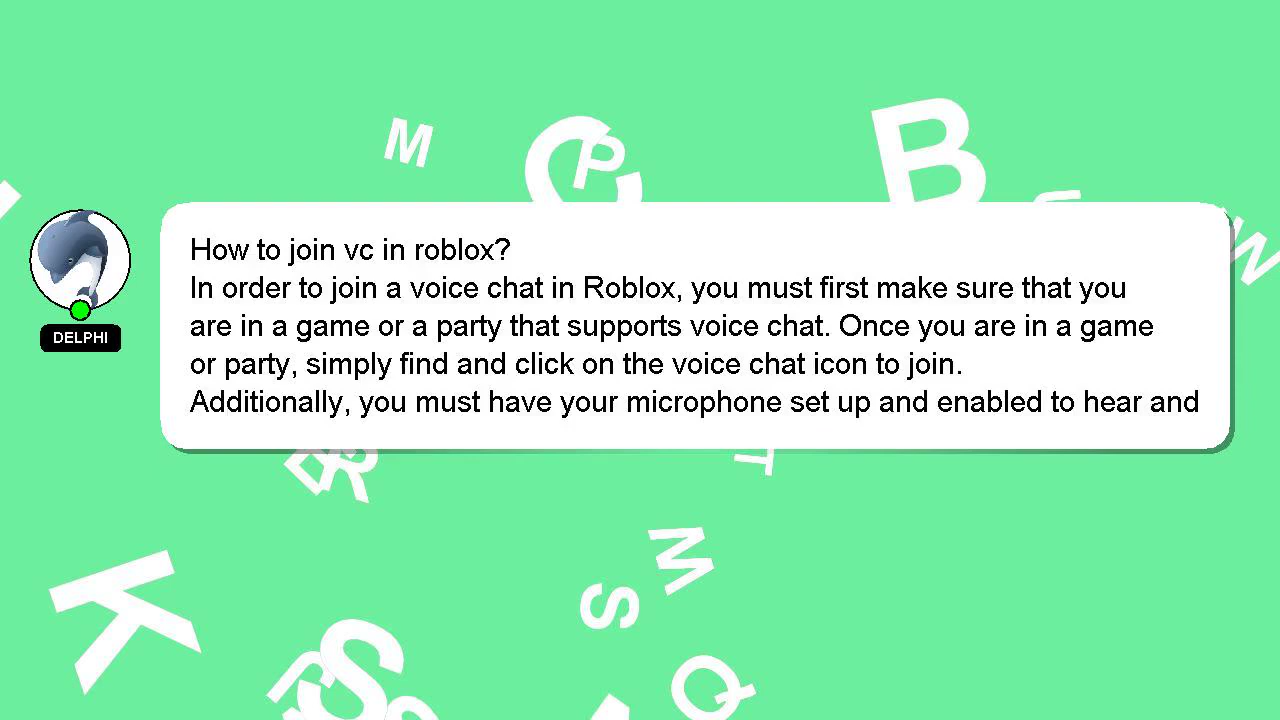 M
C
P
B
W
DELPHI
How to join vc in roblox?
In order to join a voice chat in Roblox, you must first make sure that you
are in a game or a party that supports voice chat. Once you are in a game
or party, simply find and click on the voice chat icon to join.
Additionally, you must have your microphone set up and enabled to hear and
R
T
K
M
S
S
Q